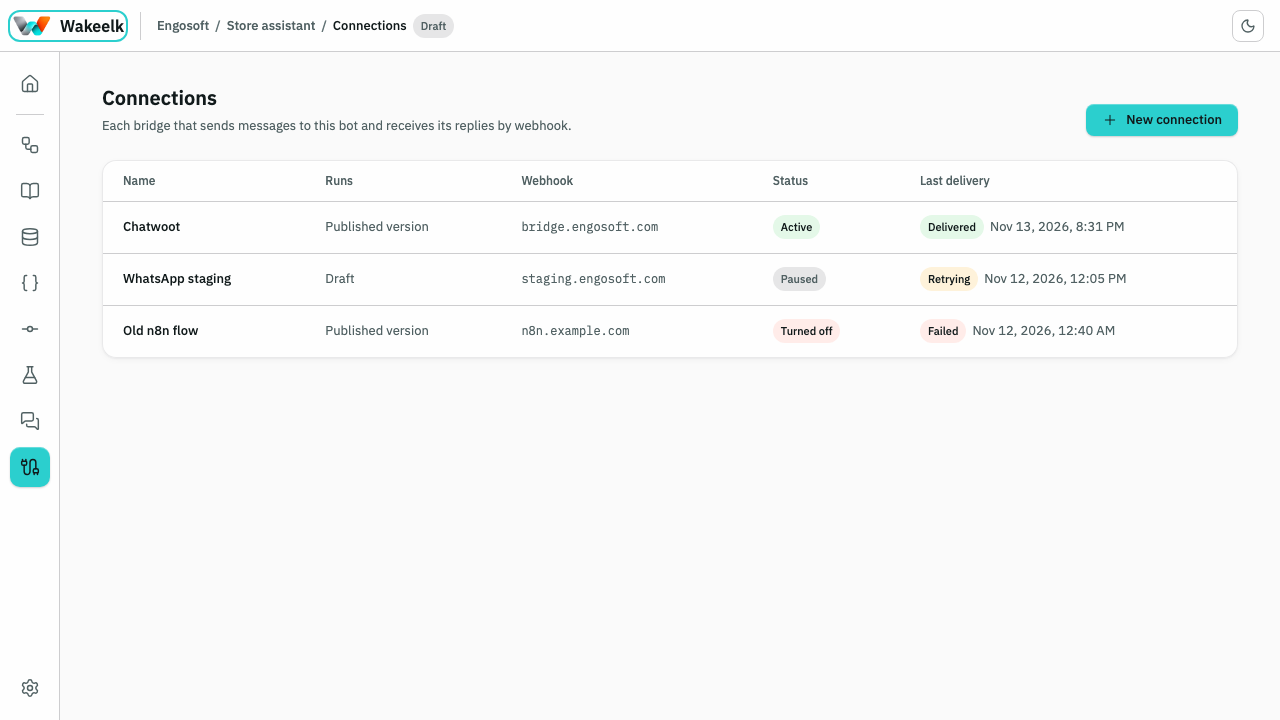 Wakeelk
Engosoft / Store assistant / Connections Draft
Connections
Each bridge that sends messages to this bot and receives its replies by webhook.
New connection
Name Runs Webhook Status Last delivery
Chatwoot Published version bridge.engosoft.com Active Delivered Nov 13, 2026, 8:31 PM
WhatsApp staging Draft staging.engosoft.com Paused Retrying Nov 12, 2026, 12:05 PM
Old n8n flow Published version n8n.example.com Turned off Failed Nov 12, 2026, 12:40 AM